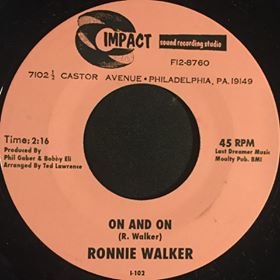 IMPACT
sound recording studio
FI2-8760
7102½ CASTOR AVENUE • PHILADELPHIA, PA. 19149
Time: 2:16
Produced By
Phil Gaber & Bobby Eli
Arranged By Ted Lawrence
45 RPM
Last Dreamer Music
Moolty Pub. BMI
ON AND ON
(R. Walker)
RONNIE WALKER
I-102